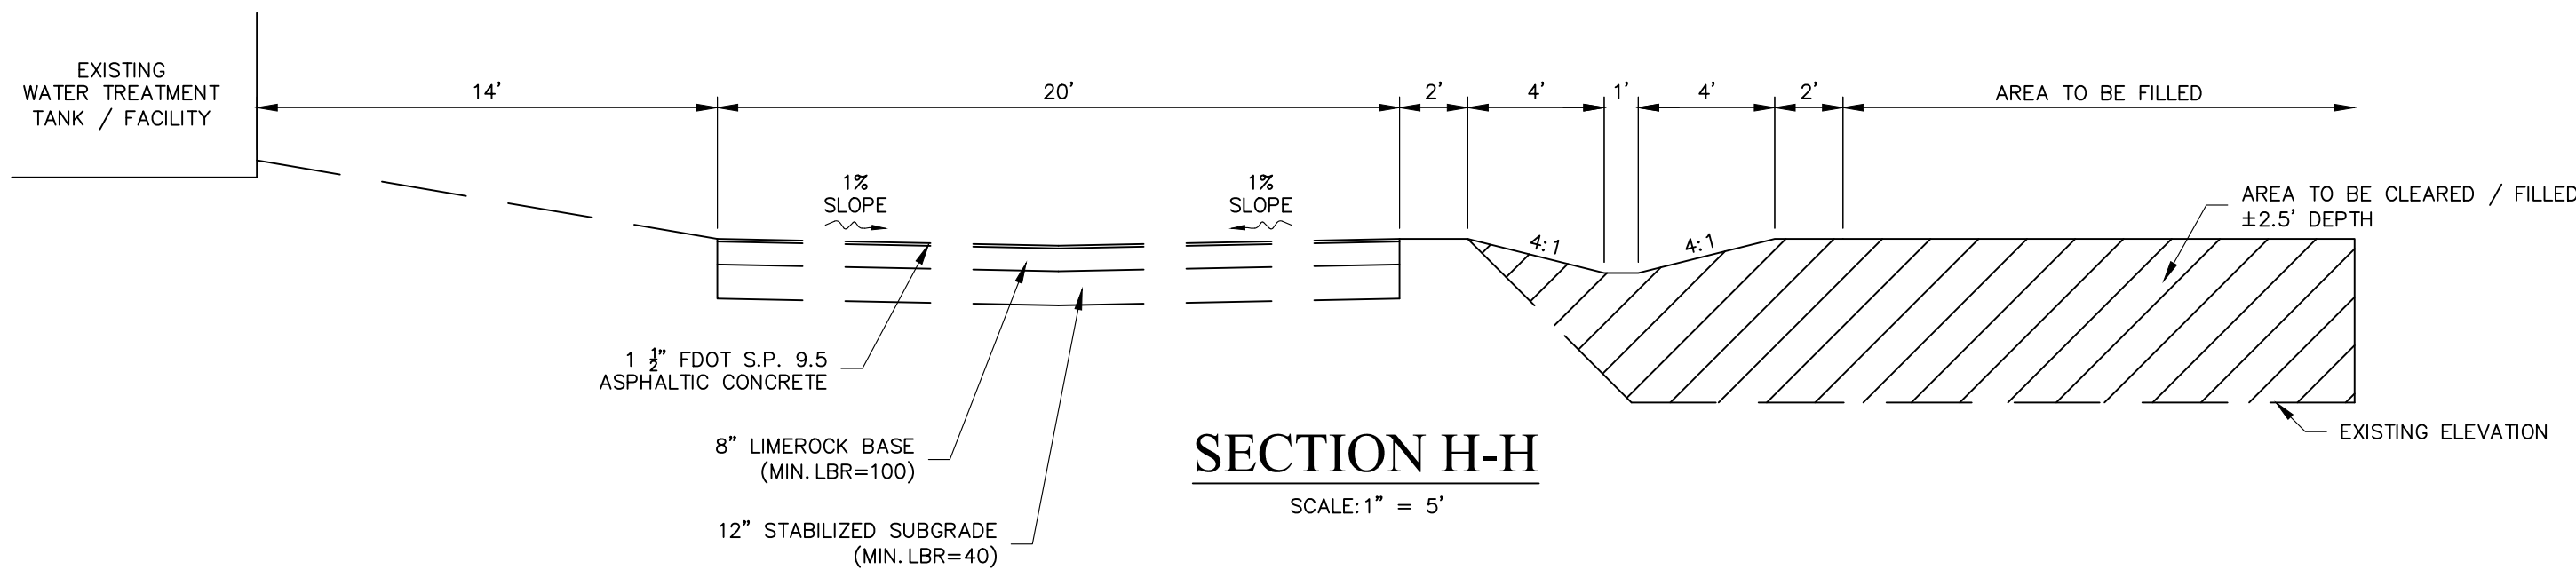 EXISTING
WATER TREATMENT
TANK / FACILITY
14'
20'
2'
4'
1'
4'
2'
AREA TO BE FILLED
1%
SLOPE
1%
SLOPE
4:1
4:1
AREA TO BE CLEARED / FILLED
±2.5' DEPTH
1 1/2" FDOT S.P. 9.5
ASPHALTIC CONCRETE
8" LIMEROCK BASE
(MIN. LBR=100)
12" STABILIZED SUBGRADE
(MIN. LBR=40)
SECTION H-H
SCALE: 1" = 5'
EXISTING ELEVATION